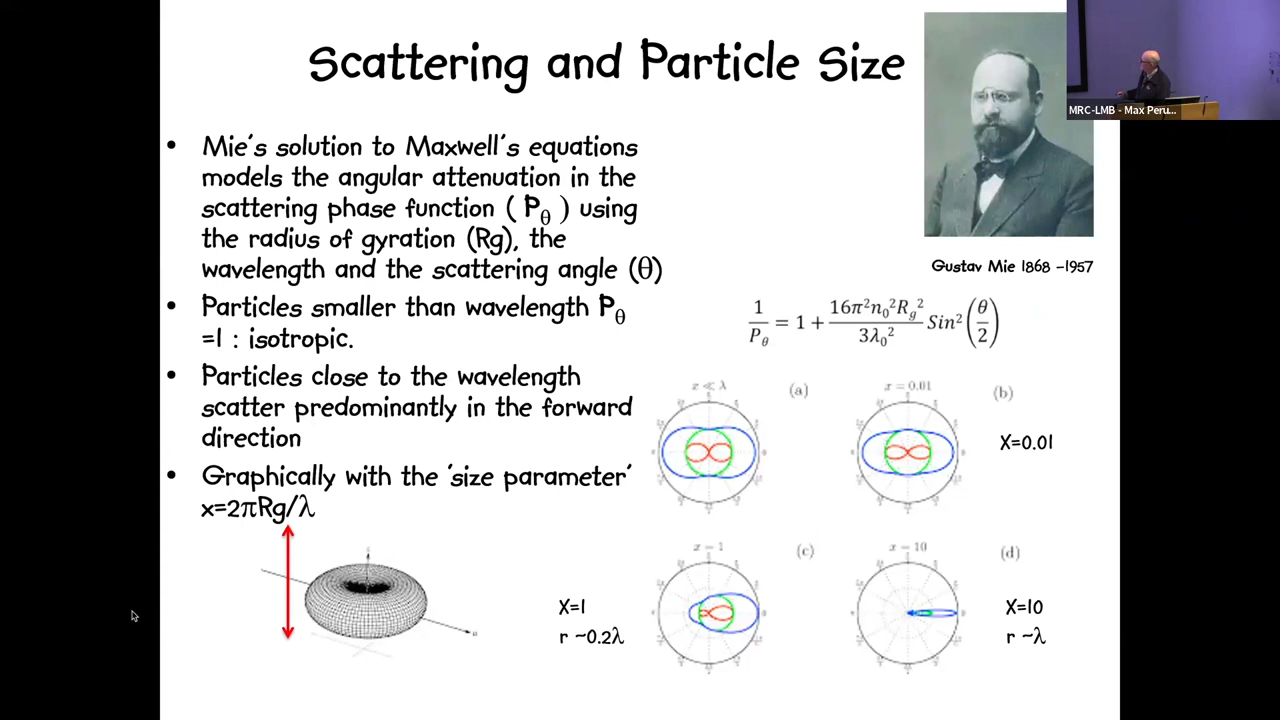 Scattering and Particle Size
MRC-LMB - Max Peru...
• Mie's solution to Maxwell's equations
models the angular attenuation in the
scattering phase function ( Pθ ) using
the radius of gyration (Rg), the
wavelength and the scattering angle (θ)
• Particles smaller than wavelength Pθ
=1 : isotropic.
• Particles close to the wavelength
scatter predominantly in the forward
direction
• Graphically with the 'size parameter'
x=2πRg/λ
Gustav Mie 1868 -1957
1/Pθ = 1 + 16π²n₀²Rg²/3λ₀² Sin²(θ/2)
x ≪ λ
(a)
x = 0.01
(b)
X=0.01
x = 1
(c)
X=1
r ~0.2λ
x = 10
(d)
X=10
r ~λ